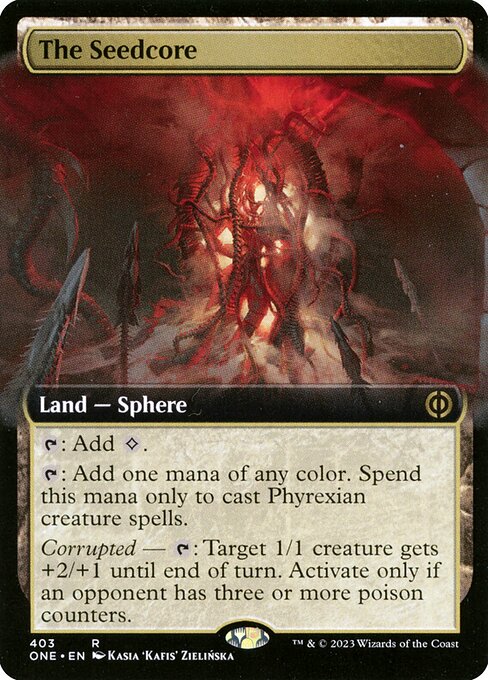 The Seedcore
Land — Sphere
: Add .
: Add one mana of any color. Spend
this mana only to cast Phyrexian
creature spells.
Corrupted — : Target 1/1 creature gets
+2/+1 until end of turn. Activate only if
an opponent has three or more poison
counters.
403 R
ONE • EN Kasia 'Kafis' Zielińska
™ & © 2023 Wizards of the Coast